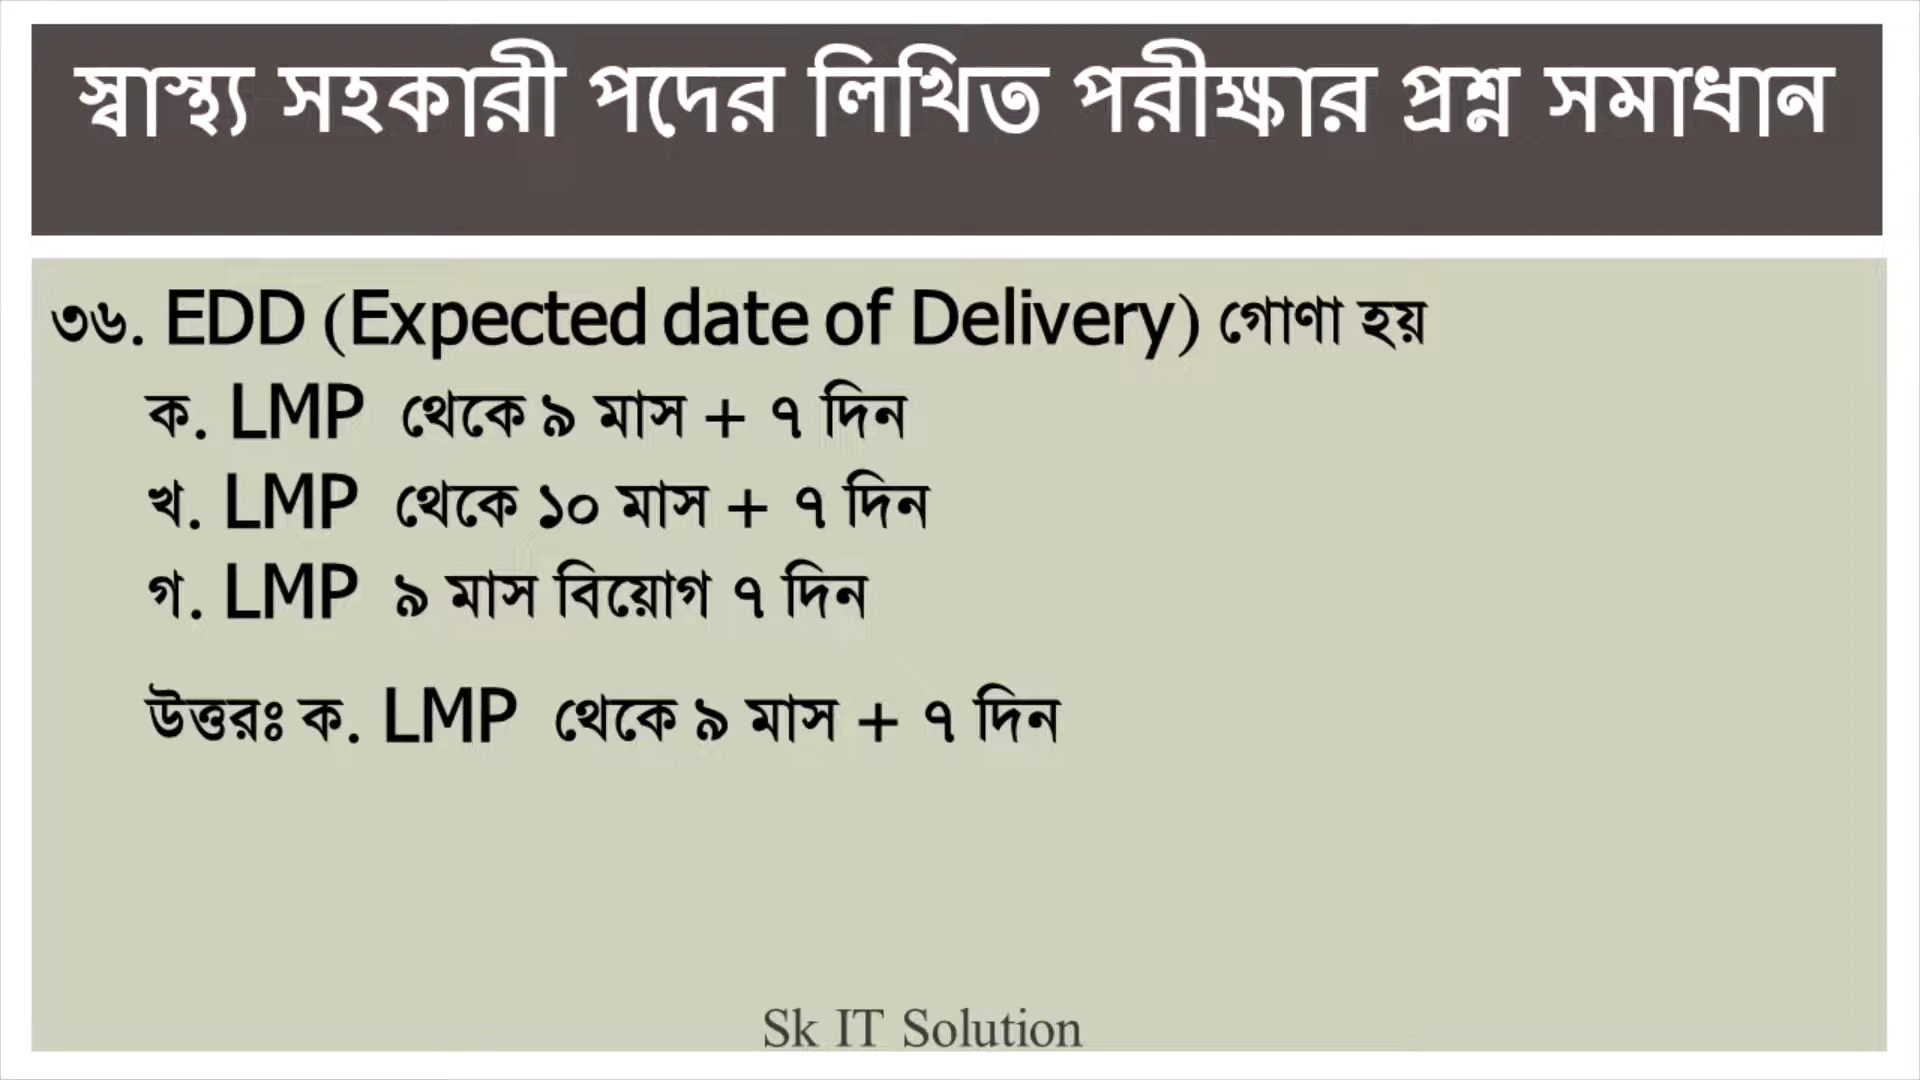 স্বাস্থ্য সহকারী পদের লিখিত পরীক্ষার প্রশ্ন সমাধান
৩৬. EDD (Expected date of Delivery) গোণা হয়
ক. LMP থেকে ৯ মাস + ৭ দিন
খ. LMP থেকে ১০ মাস + ৭ দিন
গ. LMP ৯ মাস বিয়োগ ৭ দিন
উত্তরঃ ক. LMP থেকে ৯ মাস + ৭ দিন
Sk IT Solution